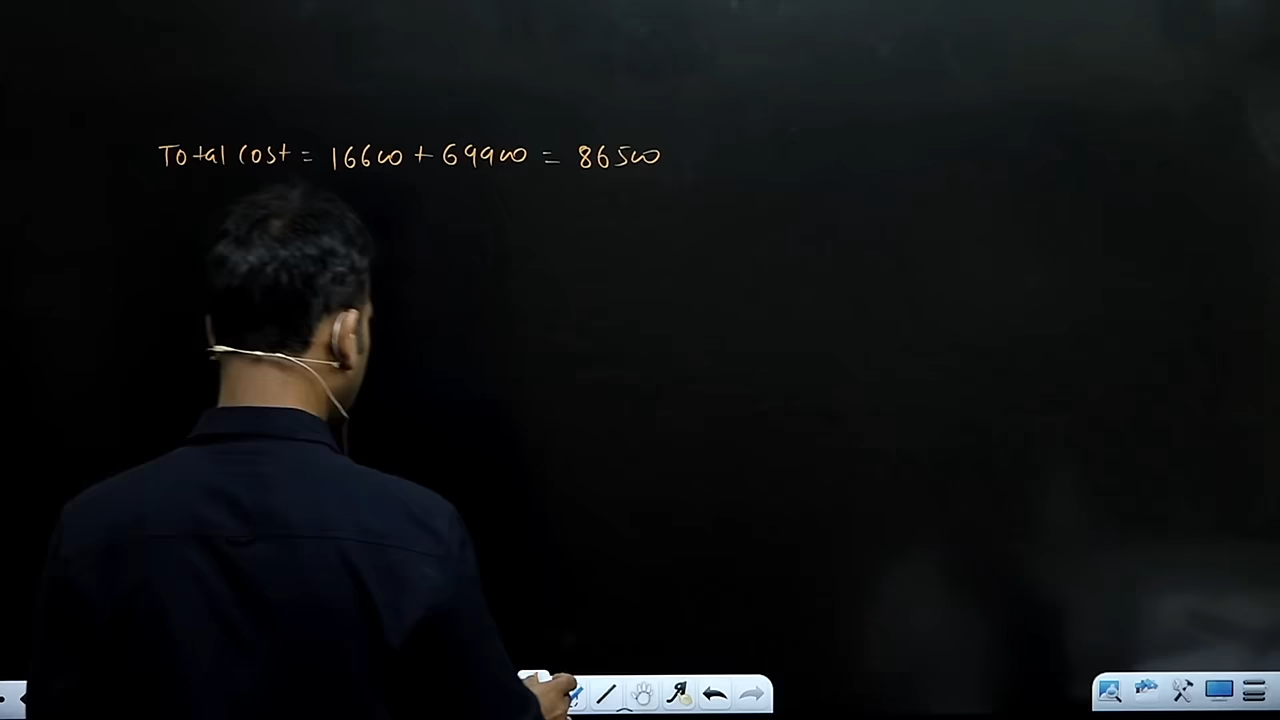 Total cost = 16600 + 69900 = 86500